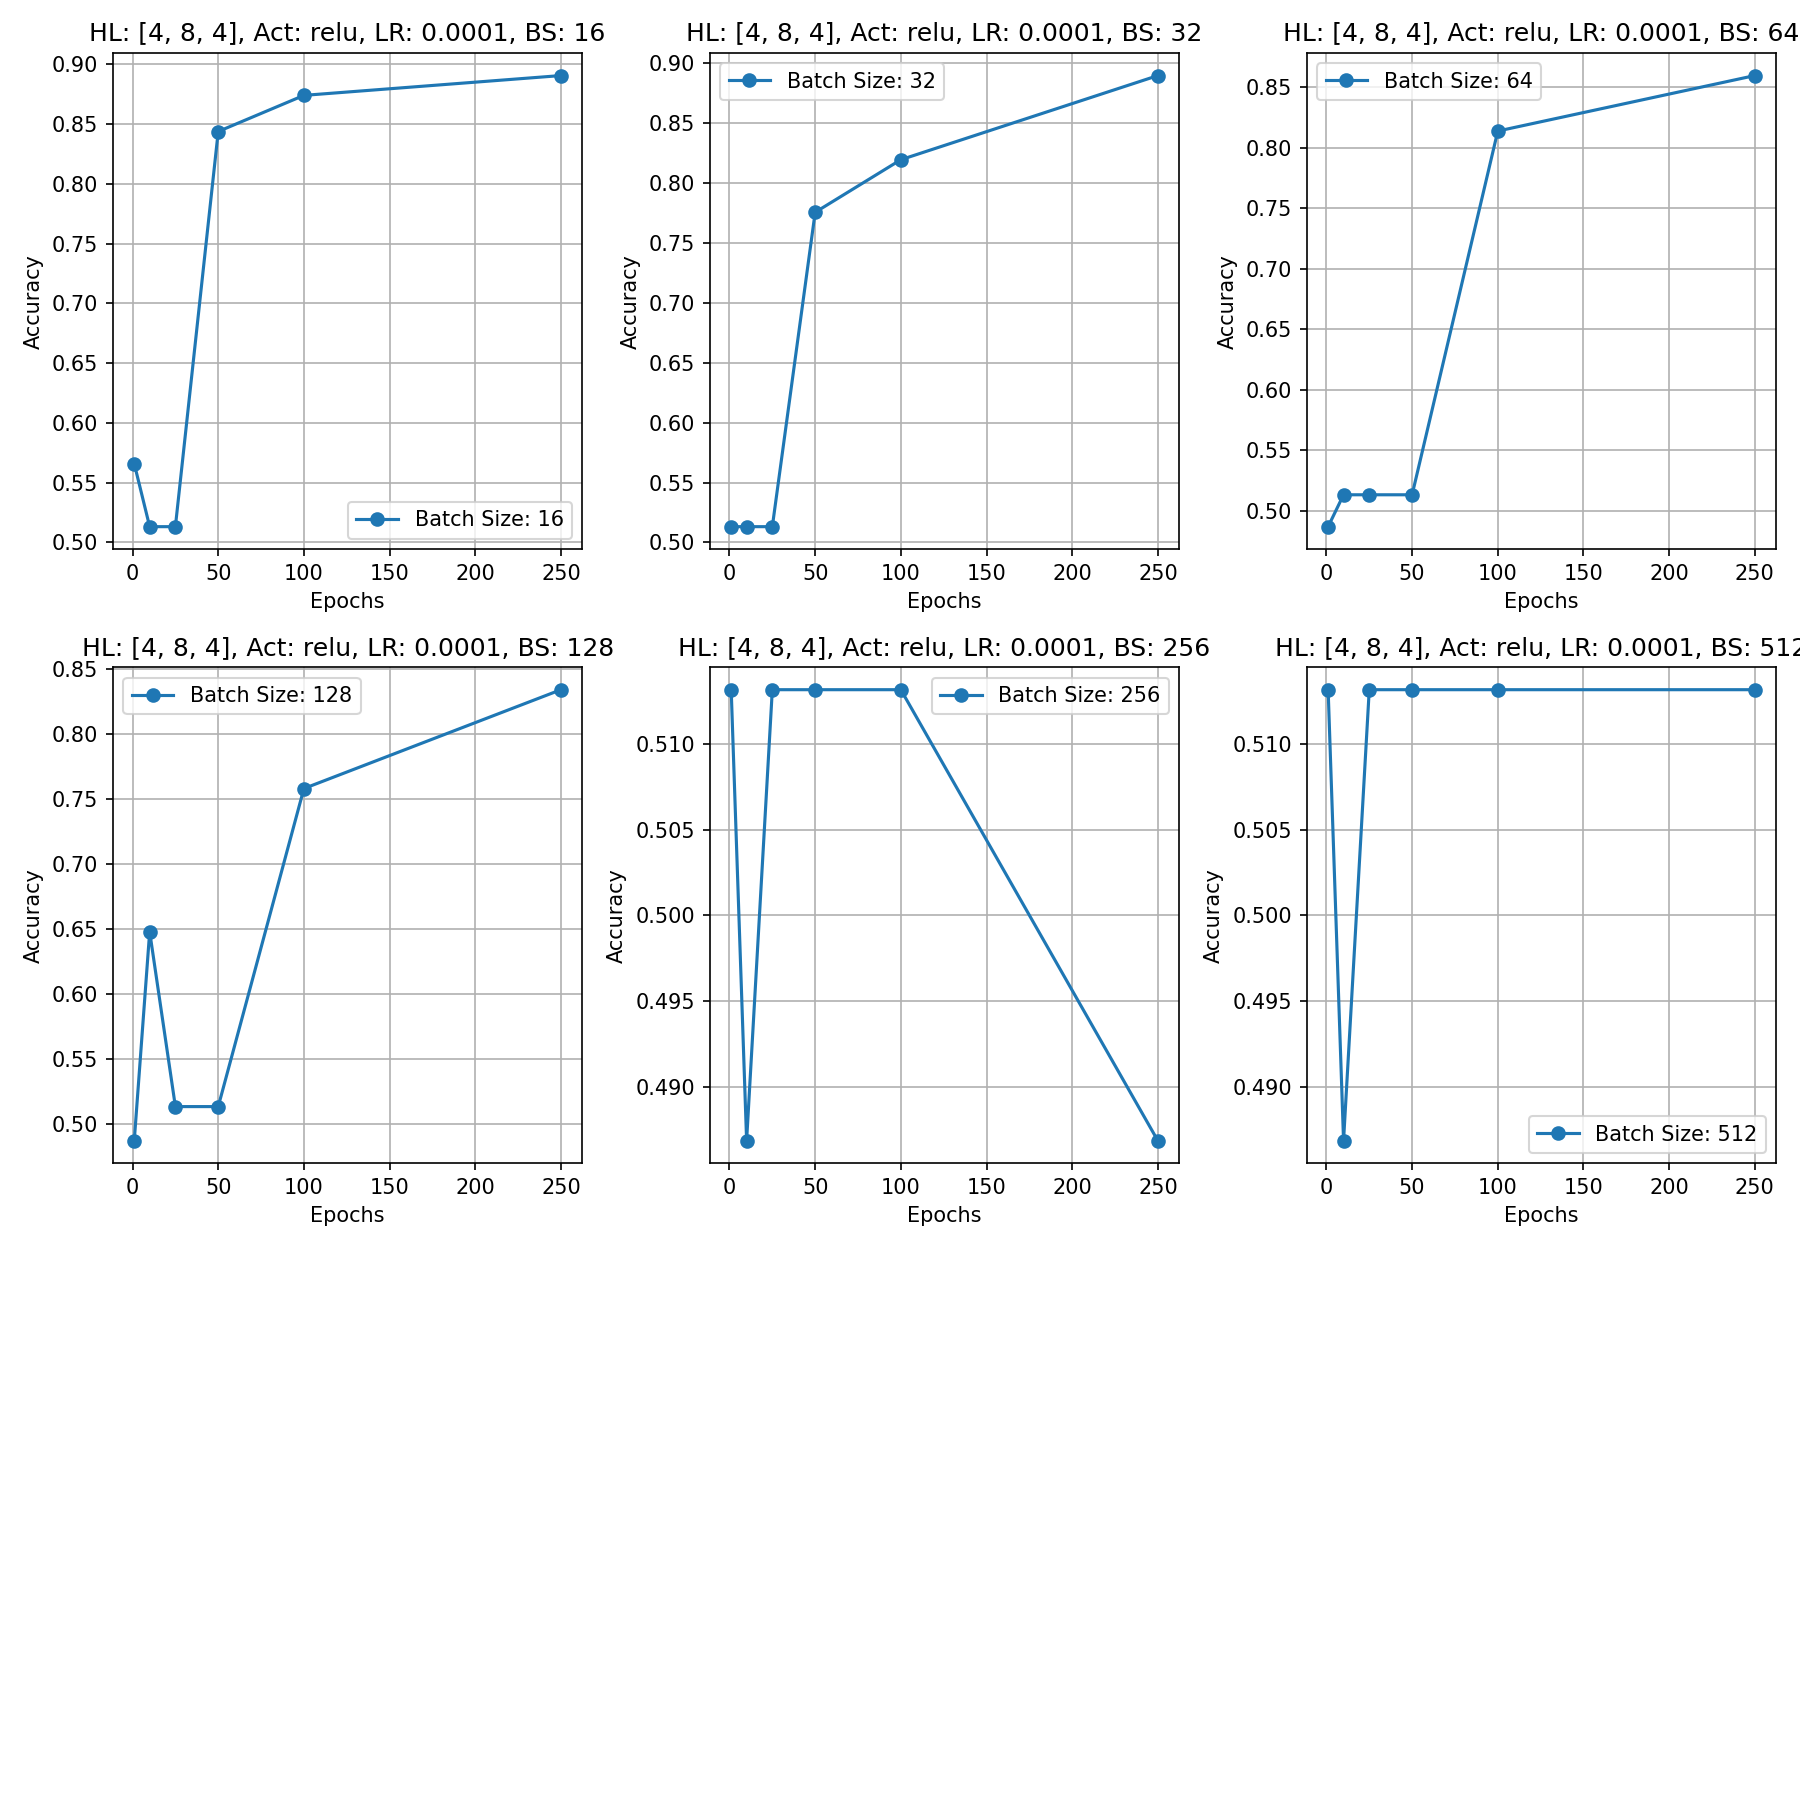 HL: [4, 8, 4], Act: relu, LR: 0.0001, BS: 16
0.90
0.85
0.80
0.75
0.70
0.65
0.60
0.55
0.50
Accuracy
Batch Size: 16
0 50 100 150 200 250
Epochs
HL: [4, 8, 4], Act: relu, LR: 0.0001, BS: 32
0.90
0.85
0.80
0.75
0.70
0.65
0.60
0.55
0.50
Accuracy
Batch Size: 32
0 50 100 150 200 250
Epochs
HL: [4, 8, 4], Act: relu, LR: 0.0001, BS: 64
0.85
0.80
0.75
0.70
0.65
0.60
0.55
0.50
Accuracy
Batch Size: 64
0 50 100 150 200 250
Epochs
HL: [4, 8, 4], Act: relu, LR: 0.0001, BS: 128
0.85
0.80
0.75
0.70
0.65
0.60
0.55
0.50
Accuracy
Batch Size: 128
0 50 100 150 200 250
Epochs
HL: [4, 8, 4], Act: relu, LR: 0.0001, BS: 256
0.510
0.505
0.500
0.495
0.490
Accuracy
Batch Size: 256
0 50 100 150 200 250
Epochs
HL: [4, 8, 4], Act: relu, LR: 0.0001, BS: 512
0.510
0.505
0.500
0.495
0.490
Accuracy
Batch Size: 512
0 50 100 150 200 250
Epochs